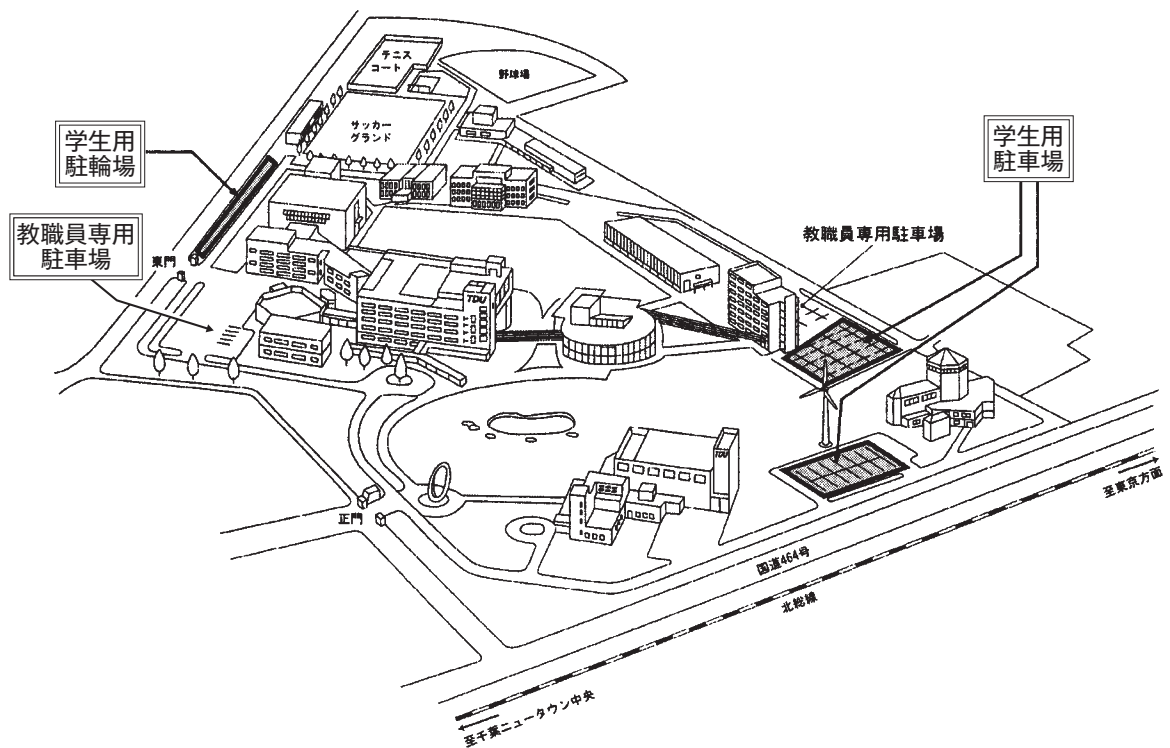 テニス
コート
野球場
サッカー
グランド
学生用
駐輪場
学生用
駐車場
教職員専用
駐車場
教職員専用駐車場
東門
TDU
TDU
正門
至東京方面
国道464号
北総線
至千葉ニュータウン中央